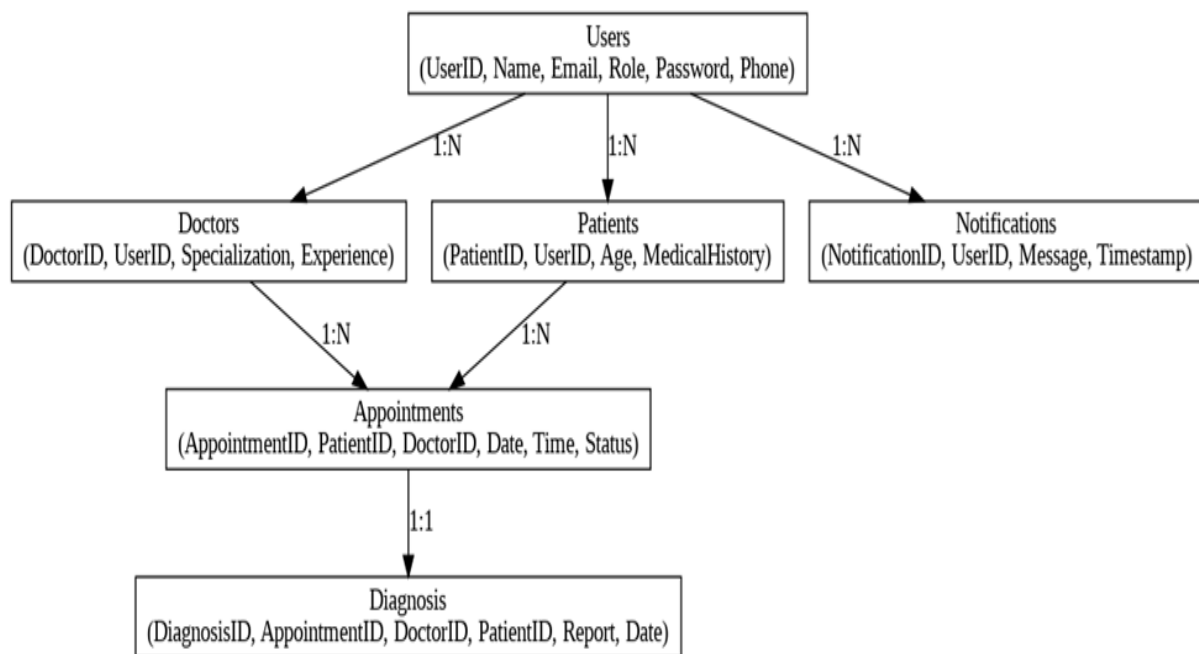 Users
(UserID, Name, Email, Role, Password, Phone)
1:N
1:N
1:N
Doctors
(DoctorID, UserID, Specialization, Experience)
Patients
(PatientID, UserID, Age, MedicalHistory)
Notifications
(NotificationID, UserID, Message, Timestamp)
1:N
1:N
Appointments
(AppointmentID, PatientID, DoctorID, Date, Time, Status)
1:1
Diagnosis
(DiagnosisID, AppointmentID, DoctorID, PatientID, Report, Date)